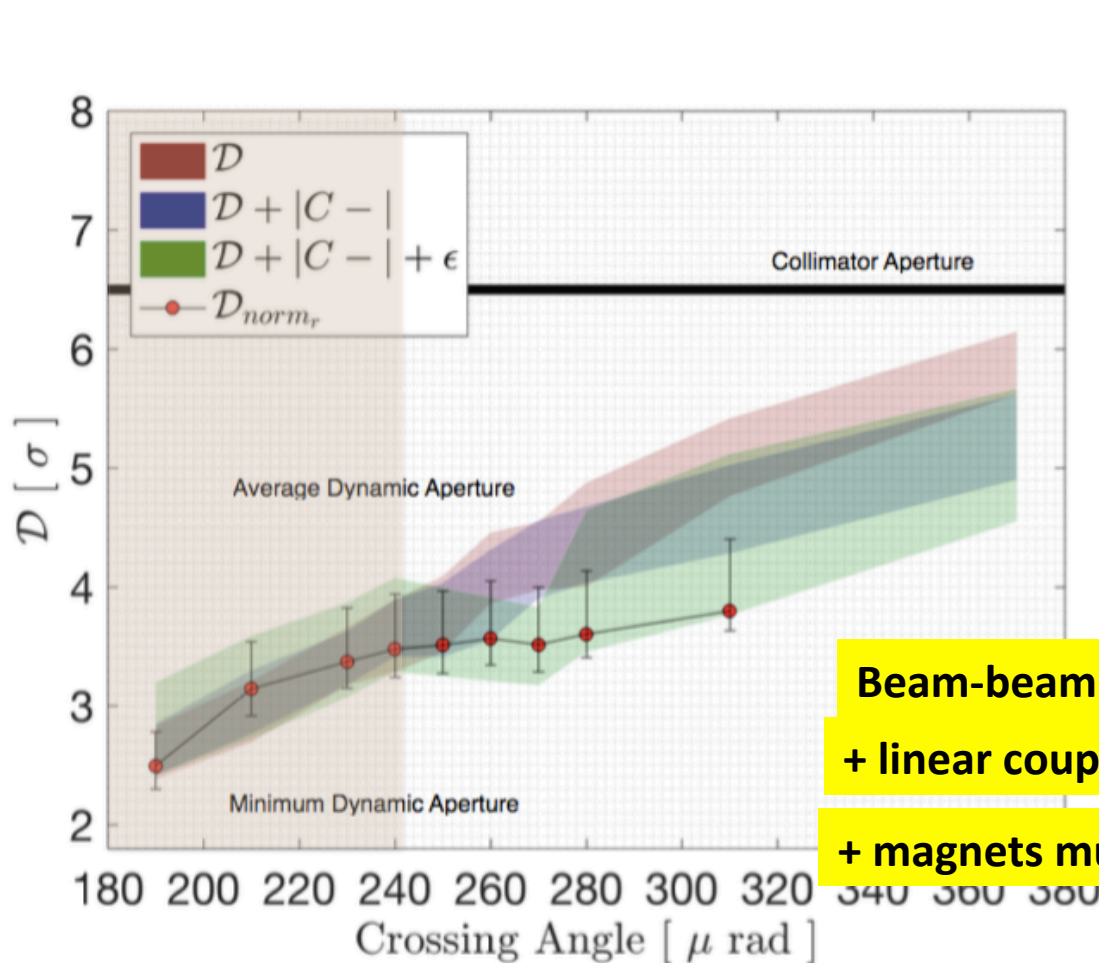 8
7
6
5
4
3
2
𝒟 [ σ ]
𝒟
𝒟 + |C − |
𝒟 + |C − | + ϵ
𝒟normᵣ
Collimator Aperture
Average Dynamic Aperture
Minimum Dynamic Aperture
Beam-beam
+ linear coup
+ magnets mu
180 200 220 240 260 280 300 320 340 360 380
Crossing Angle [ μ rad ]